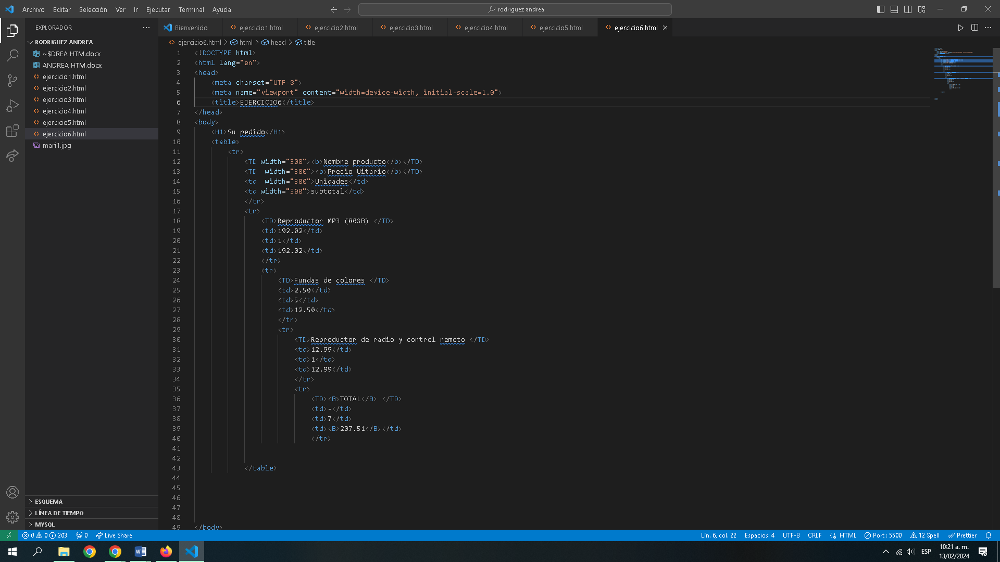 Archivo Editar Selección Ver Ir Ejecutar Terminal Ayuda
rodriguez andrea
EXPLORADOR
RODRIGUEZ ANDREA
~$DREA HTM.docx
ANDREA HTM.docx
ejercicio1.html
ejercicio2.html
ejercicio3.html
ejercicio4.html
ejercicio5.html
ejercicio6.html
mari1.jpg
ESQUEMA
LÍNEA DE TIEMPO
MYSQL
Bienvenido ejercicio1.html ejercicio2.html ejercicio3.html ejercicio4.html ejercicio5.html ejercicio6.html
ejercicio6.html > html > head > title
1 <!DOCTYPE html>
2 <html lang="en">
3 <head>
4 <meta charset="UTF-8">
5 <meta name="viewport" content="width=device-width, initial-scale=1.0">
6 <title>EJERCICIO6</title>
7 </head>
8 <body>
9 <H1>Su pedido</H1>
10 <table>
11 <tr>
12 <TD width="300"><b>Nombre producto</b></TD>
13 <TD  width="300"><b>Precio Uitario</b></TD>
14 <td  width="300">Unidades</td>
15 <td width="300">subtotal</td>
16 </tr>
17 <tr>
18 <TD>Reproductor MP3 (80GB) </TD>
19 <td>192.02</td>
20 <td>1</td>
21 <td>192.02</td>
22 </tr>
23 <tr>
24 <TD>Fundas de colores </TD>
25 <td>2.50</td>
26 <td>5</td>
27 <td>12.50</td>
28 </tr>
29 <tr>
30 <TD>Reproductor de radio y control remoto </TD>
31 <td>12.99</td>
32 <td>1</td>
33 <td>12.99</td>
34 </tr>
35 <tr>
36 <TD><B>TOTAL</B> </TD>
37 <td>-</td>
38 <td>7</td>
39 <td><B>207.51</B></td>
40 </tr>
41
42
43 </table>
44
45
46
47
48
49 </body>
0 0 203 0 Live Share Lín. 6, col. 22 Espacios: 4 UTF-8 CRLF HTML Port : 5500 12 Spell Prettier
ESP
10:21 a. m.
13/02/2024